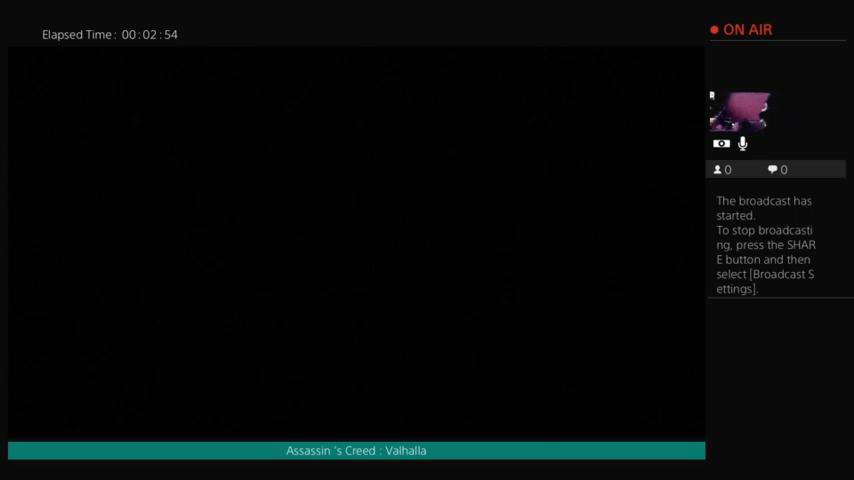 Elapsed Time : 00 : 02 : 54
ON AIR
0 0
The broadcast has
started.
To stop broadcasti
ng, press the SHAR
E button and then
select [Broadcast S
ettings].
Assassin 's Creed : Valhalla